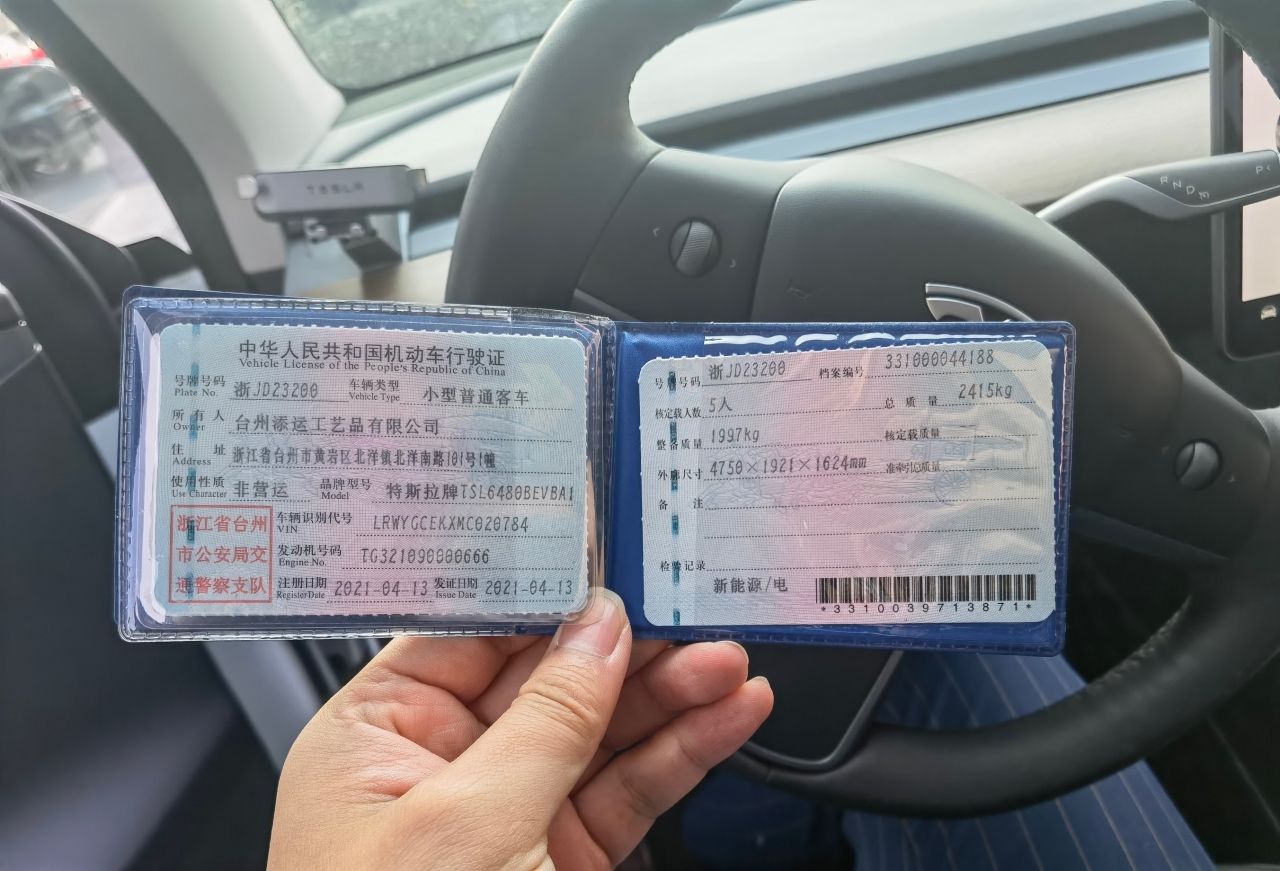 TESLA
R N D
P
中华人民共和国机动车行驶证
Vehicle License of the People's Republic of China
号牌号码 浙JD23200 车辆类型 小型普通客车
Plate No. Vehicle Type
所有人 台州添运工艺品有限公司
Owner
住址 浙江省台州市黄岩区北洋镇北洋南路101号1幢
Address
使用性质 非营运 品牌型号 特斯拉牌TSL6480BEVBA1
Use Character Model
浙江省台州
市公安局交
通警察支队
车辆识别代号 LRWYGCEKXMC020784
VIN
发动机号码 TG321090000666
Engine No.
注册日期 2021-04-13 发证日期 2021-04-13
Register Date Issue Date
号牌号码 浙JD23200 档案编号 331000044188
核定载人数 5人 总质量 2415kg
整备质量 1997kg 核定载质量
外廓尺寸 4750×1921×1624mm 准牵引总质量
备注
检验记录
新能源/电
*3310039713871*